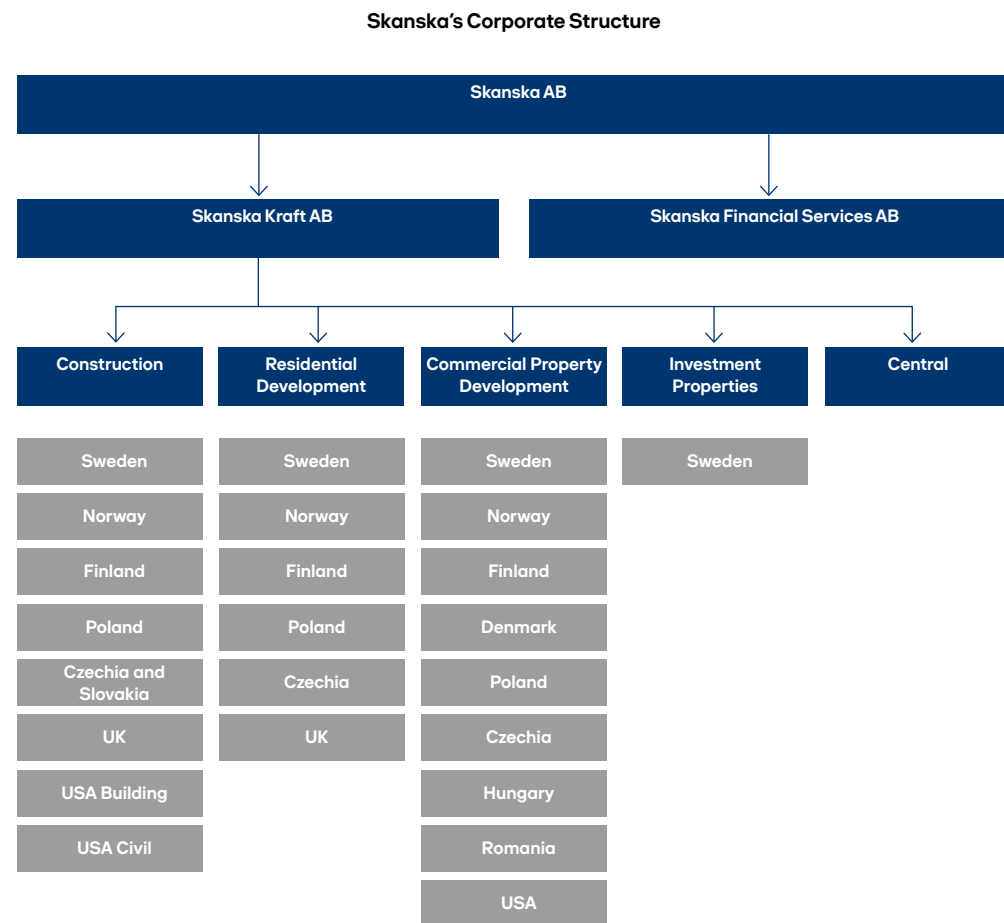 Skanska's Corporate Structure
Skanska AB
Skanska Kraft AB
Skanska Financial Services AB
Construction
Residential
Development
Commercial Property
Development
Investment
Properties
Central
Sweden
Norway
Finland
Poland
Czechia and
Slovakia
UK
USA Building
USA Civil
Sweden
Norway
Finland
Poland
Czechia
UK
Sweden
Norway
Finland
Denmark
Poland
Czechia
Hungary
Romania
USA
Sweden